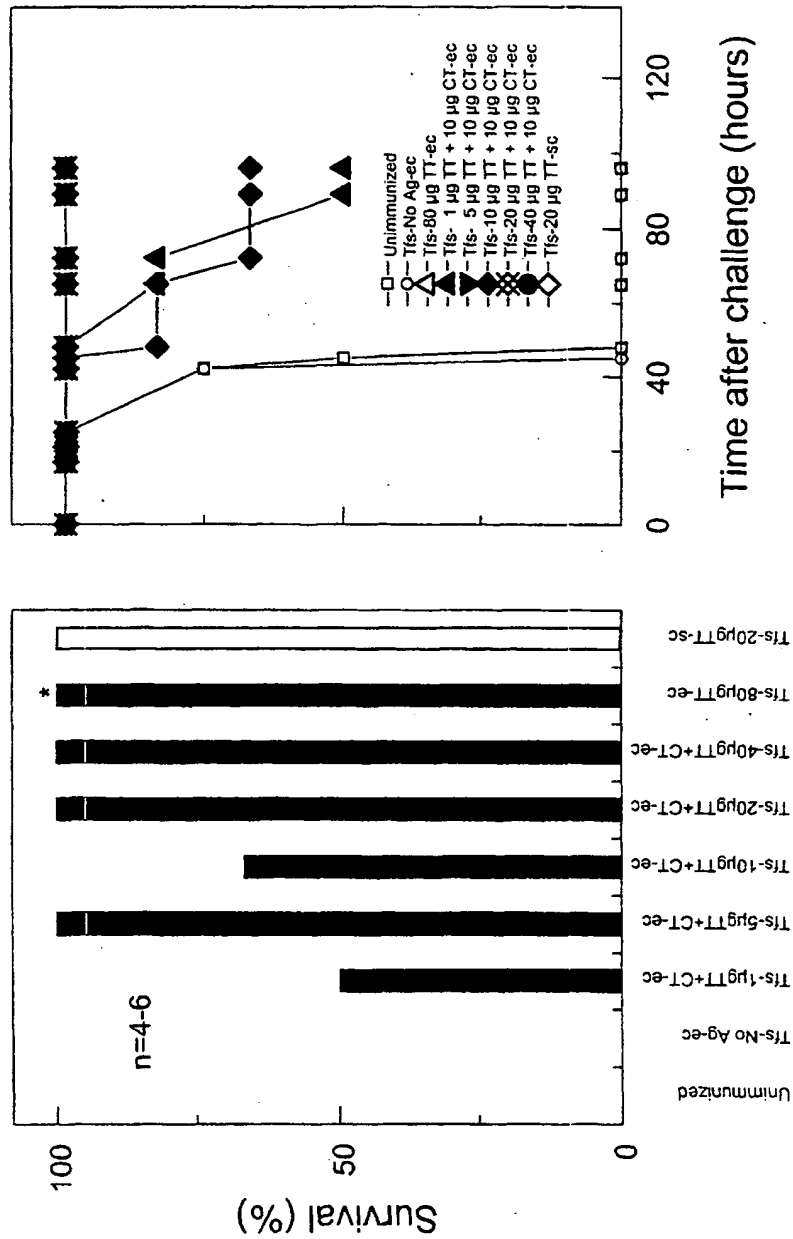 Survival (%)
100
50
0
n=4-6
*
Unimmunized
Tfs-No Ag-ec
Tfs-1µgTT+CT-ec
Tfs-5µgTT+CT-ec
Tfs-10µgTT+CT-ec
Tfs-20µgTT+CT-ec
Tfs-40µgTT+CT-ec
Tfs-80µgTT-ec
Tfs-20µgTT-sc
Unimmunized
Tfs-No Ag-ec
Tfs-80 µg TT-ec
Tfs- 1 µg TT + 10 µg CT-ec
Tfs- 5 µg TT + 10 µg CT-ec
Tfs-10 µg TT + 10 µg CT-ec
Tfs-20 µg TT + 10 µg CT-ec
Tfs-40 µg TT + 10 µg CT-ec
Tfs-20 µg TT-sc
0
40
80
120
Time after challenge (hours)